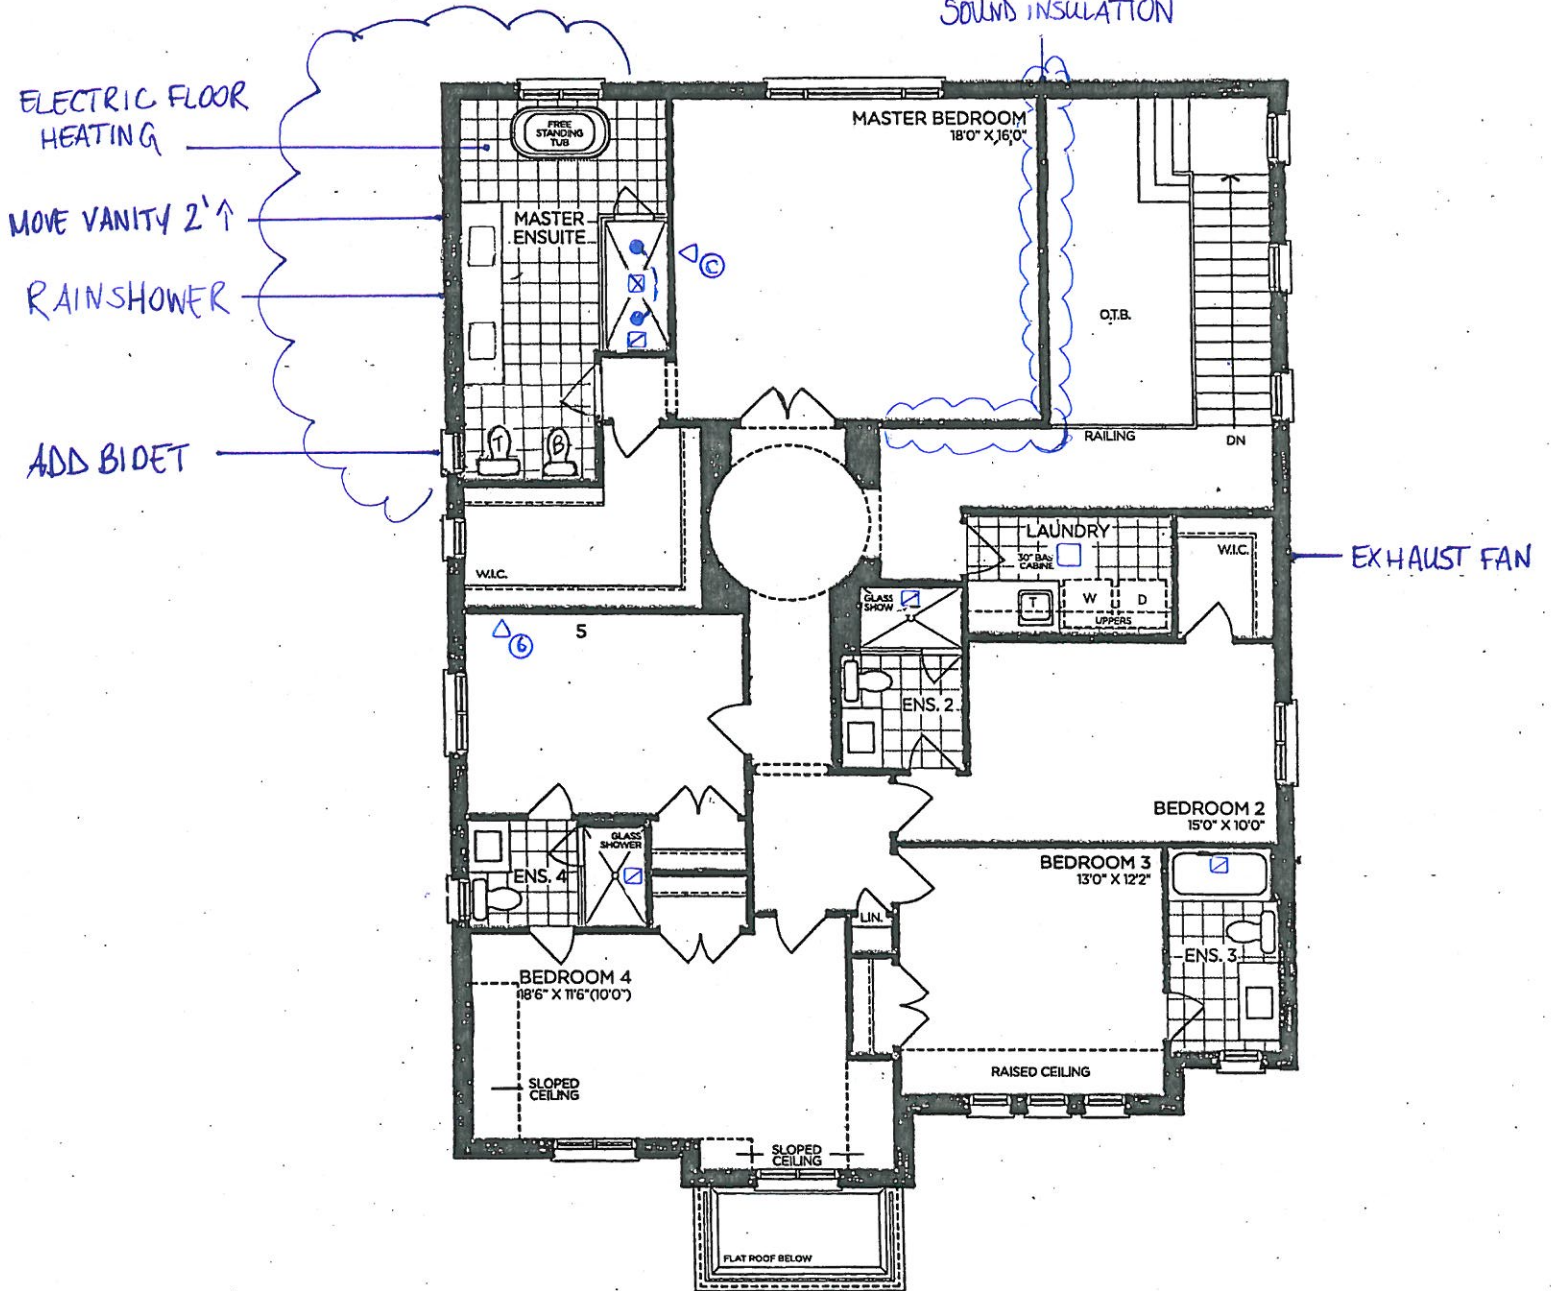 SOUND INSULATION
ELECTRIC FLOOR
HEATING
MOVE VANITY 2'↑
RAINSHOWER
ADD BIDET
EXHAUST FAN
FREE
STANDING
TUB
MASTER
ENSUITE
C
T
B
MASTER BEDROOM
18'0" X 16'0"
O.T.B.
RAILING
DN
W.I.C.
LAUNDRY
30" BA
CABINE
T
W
D
UPPERS
W.I.C.
GLASS
SHOW
ENS. 2
5
6
BEDROOM 2
15'0" X 10'0"
GLASS
SHOWER
ENS. 4
BEDROOM 3
13'0" X 12'2"
LIN.
ENS. 3
BEDROOM 4
18'6" X 11'6" (10'0")
SLOPED
CEILING
RAISED CEILING
SLOPED
CEILING
FLAT ROOF BELOW